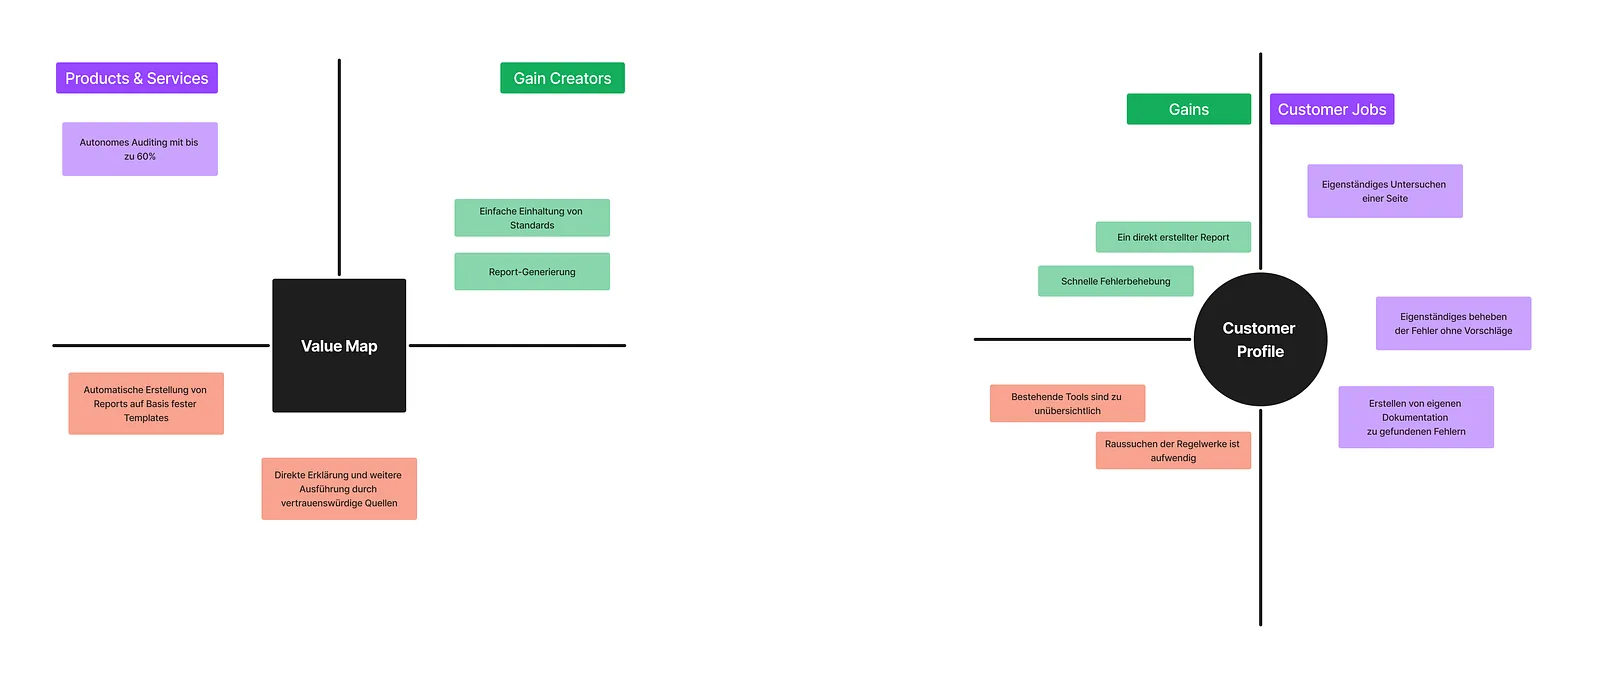 Products & Services
Gain Creators
Autonomes Auditing mit bis
zu 60%
Einfache Einhaltung von
Standards
Report-Generierung
Value Map
Automatische Erstellung von
Reports auf Basis fester
Templates
Direkte Erklärung und weitere
Ausführung durch
vertrauenswürdige Quellen
Gains
Customer Jobs
Eigenständiges Untersuchen
einer Seite
Ein direkt erstellter Report
Schnelle Fehlerbehebung
Customer
Profile
Eigenständiges beheben
der Fehler ohne Vorschläge
Bestehende Tools sind zu
unübersichtlich
Raussuchen der Regelwerke ist
aufwendig
Erstellen von eigenen
Dokumentation
zu gefundenen Fehlern